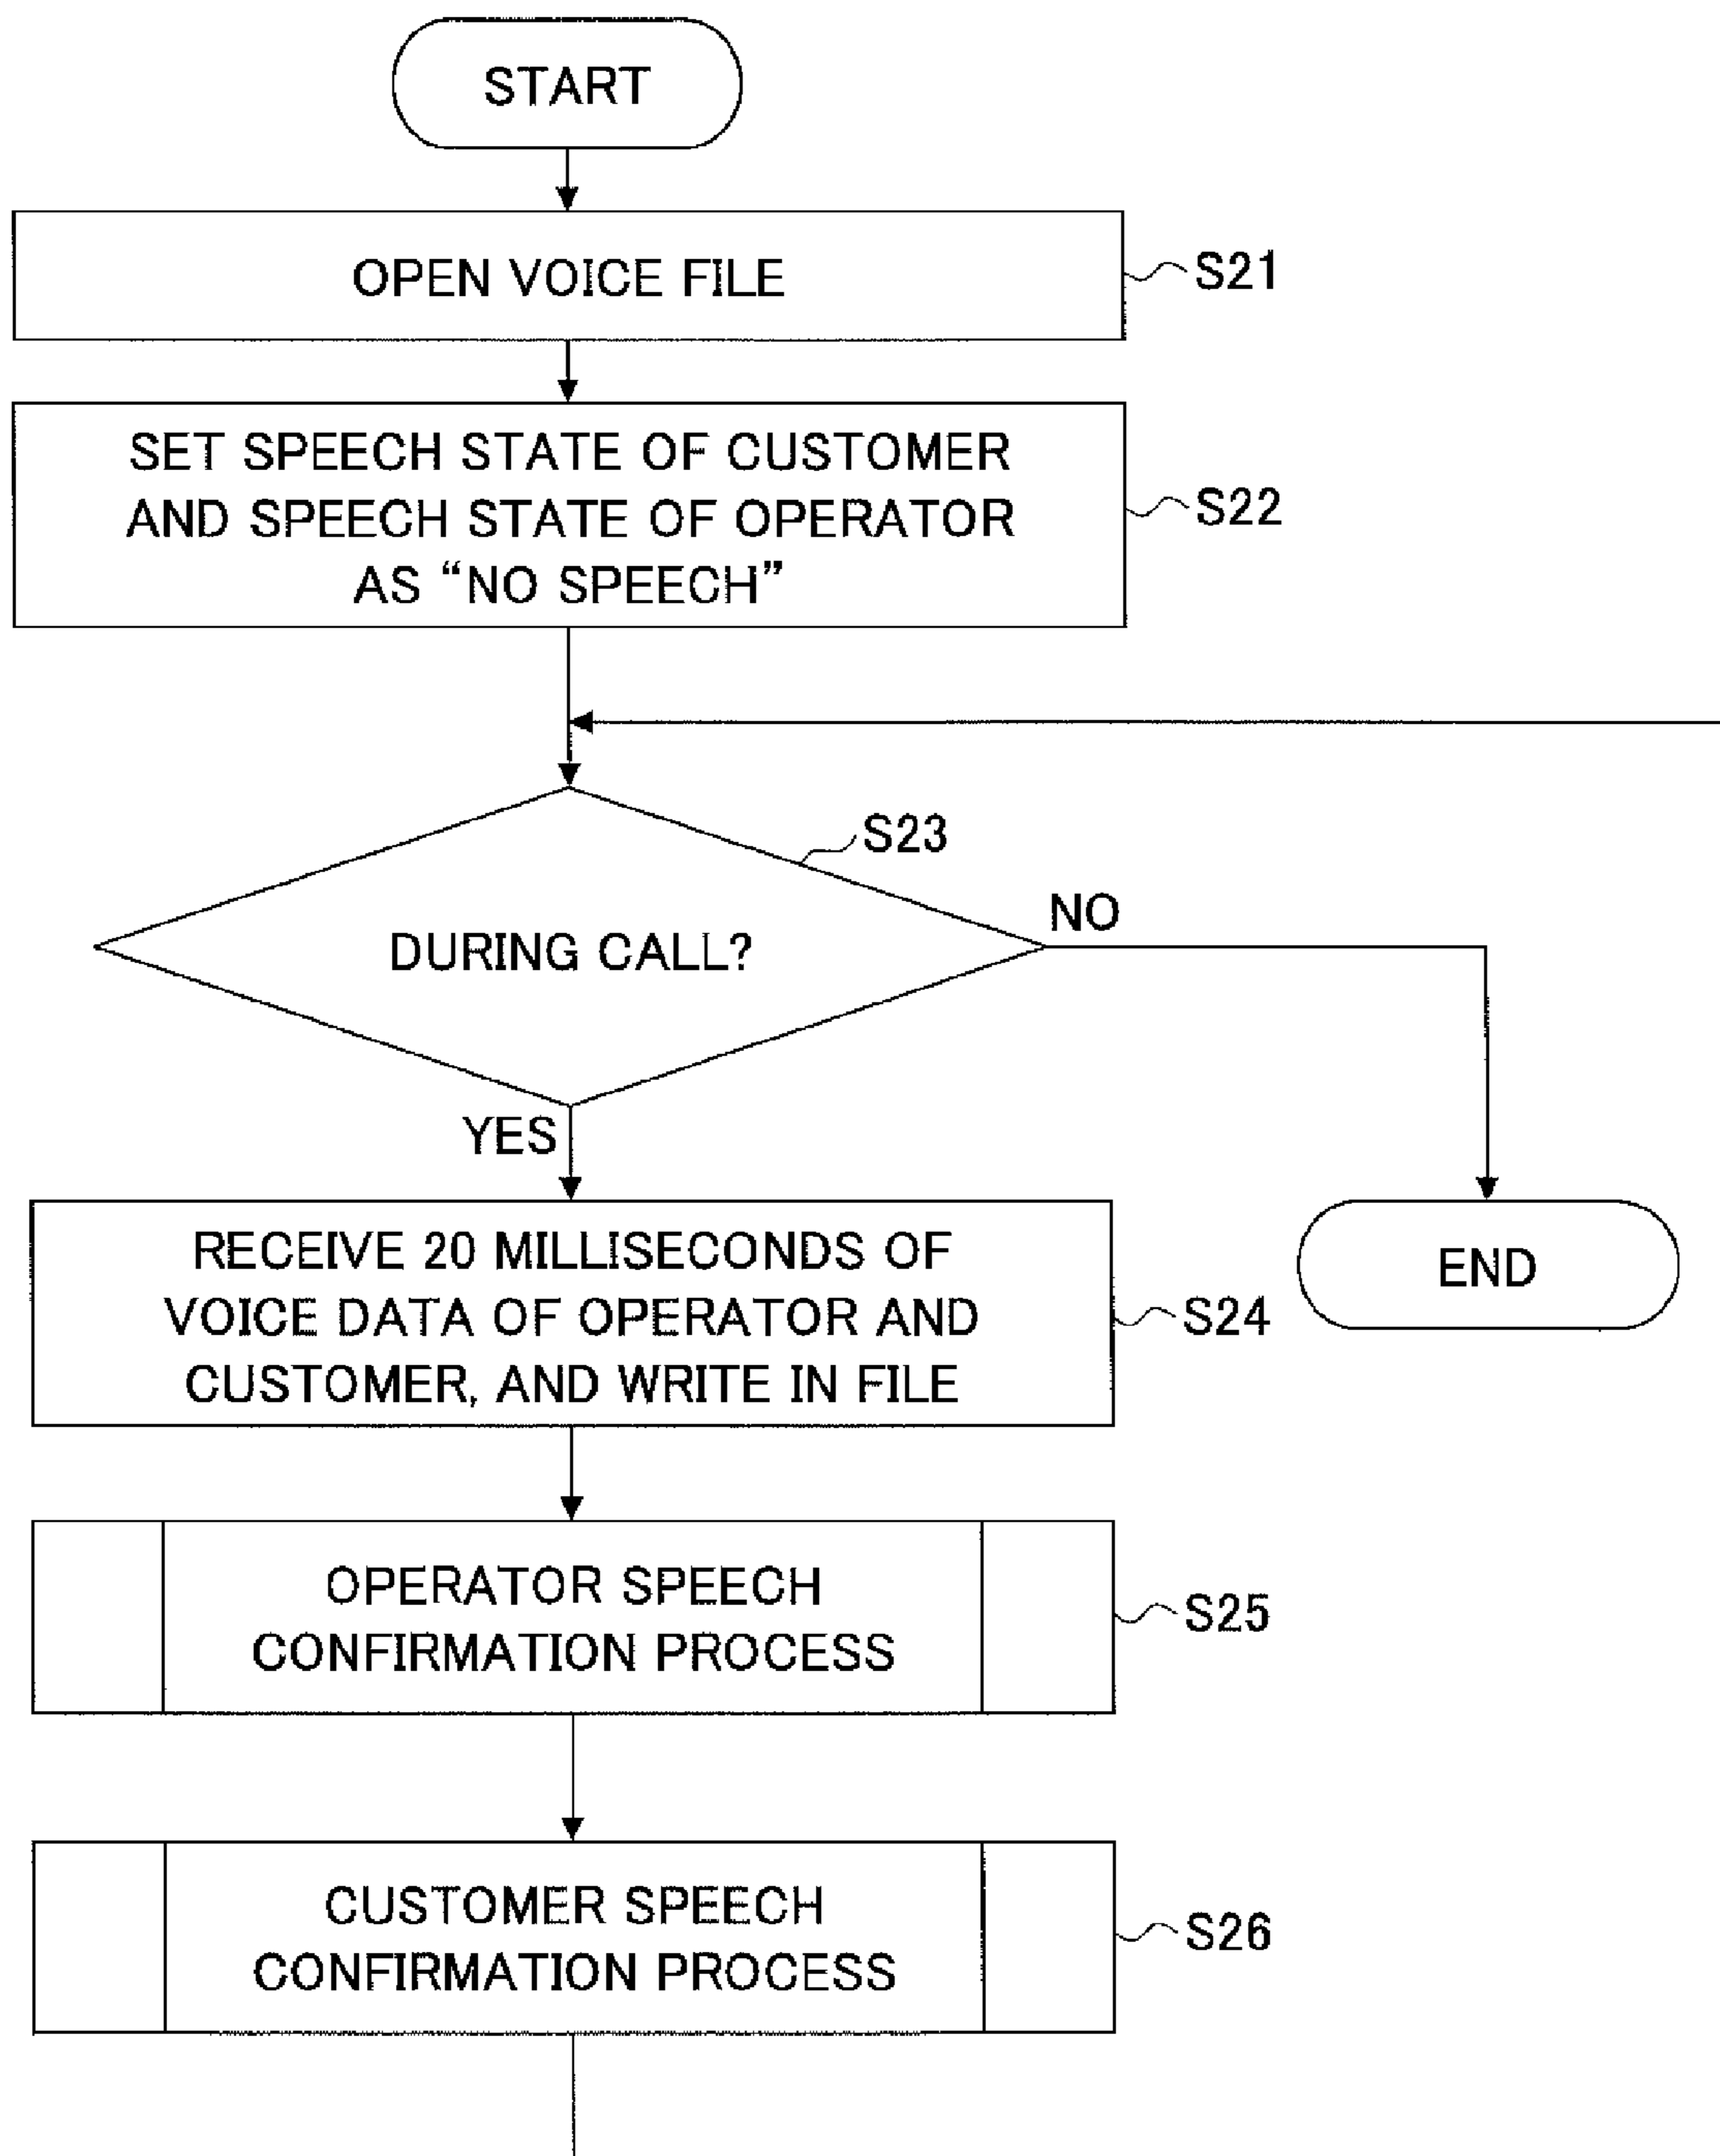 START
OPEN VOICE FILE
S21
SET SPEECH STATE OF CUSTOMER
AND SPEECH STATE OF OPERATOR
AS “NO SPEECH”
S22
S23
DURING CALL?
NO
YES
RECEIVE 20 MILLISECONDS OF
VOICE DATA OF OPERATOR AND
CUSTOMER, AND WRITE IN FILE
S24
END
OPERATOR SPEECH
CONFIRMATION PROCESS
S25
CUSTOMER SPEECH
CONFIRMATION PROCESS
S26